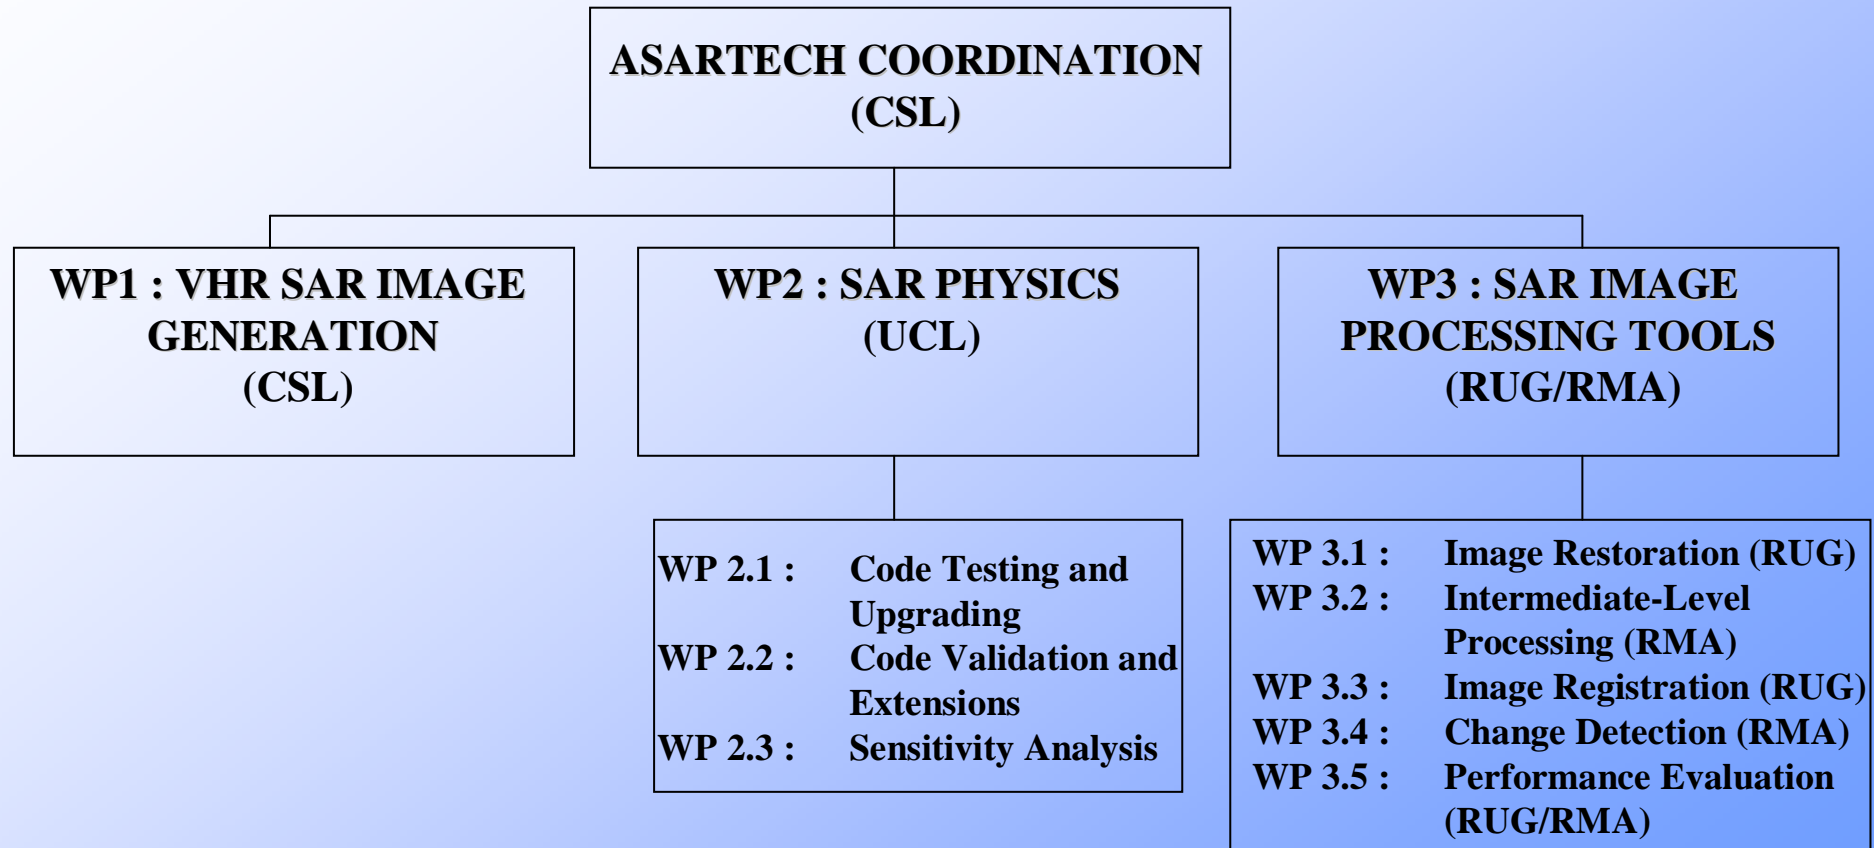 ASARTECH COORDINATION
(CSL)
WP1 : VHR SAR IMAGE
GENERATION
(CSL)
WP2 : SAR PHYSICS
(UCL)
WP3 : SAR IMAGE
PROCESSING TOOLS
(RUG/RMA)
WP 2.1 : Code Testing and
Upgrading
WP 2.2 : Code Validation and
Extensions
WP 2.3 : Sensitivity Analysis
WP 3.1 : Image Restoration (RUG)
WP 3.2 : Intermediate-Level
Processing (RMA)
WP 3.3 : Image Registration (RUG)
WP 3.4 : Change Detection (RMA)
WP 3.5 : Performance Evaluation
(RUG/RMA)